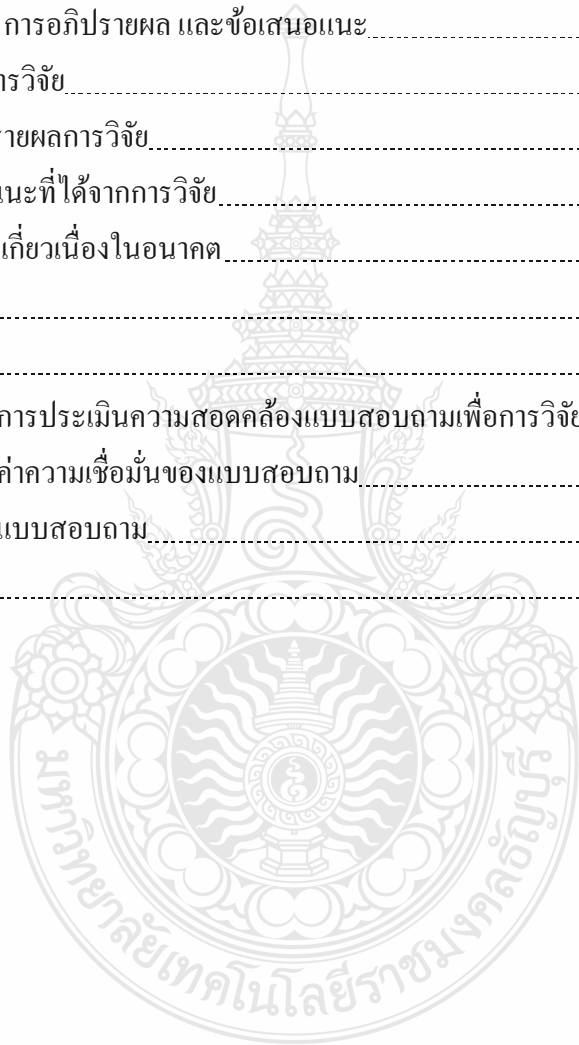 การอภิปรายผล และข้อเสนอแนะ
ารวิจัย
รายผลการวิจัย
นะที่ได้จากการวิจัย
เกี่ยวเนื่องในอนาคต
การประเมินความสอดคล้องแบบสอบถามเพื่อการวิจัย
ค่าความเชื่อมั่นของแบบสอบถาม
แบบสอบถาม
มหาวิทยาลัยเทคโนโลยีราชมงคลธัญบุรี